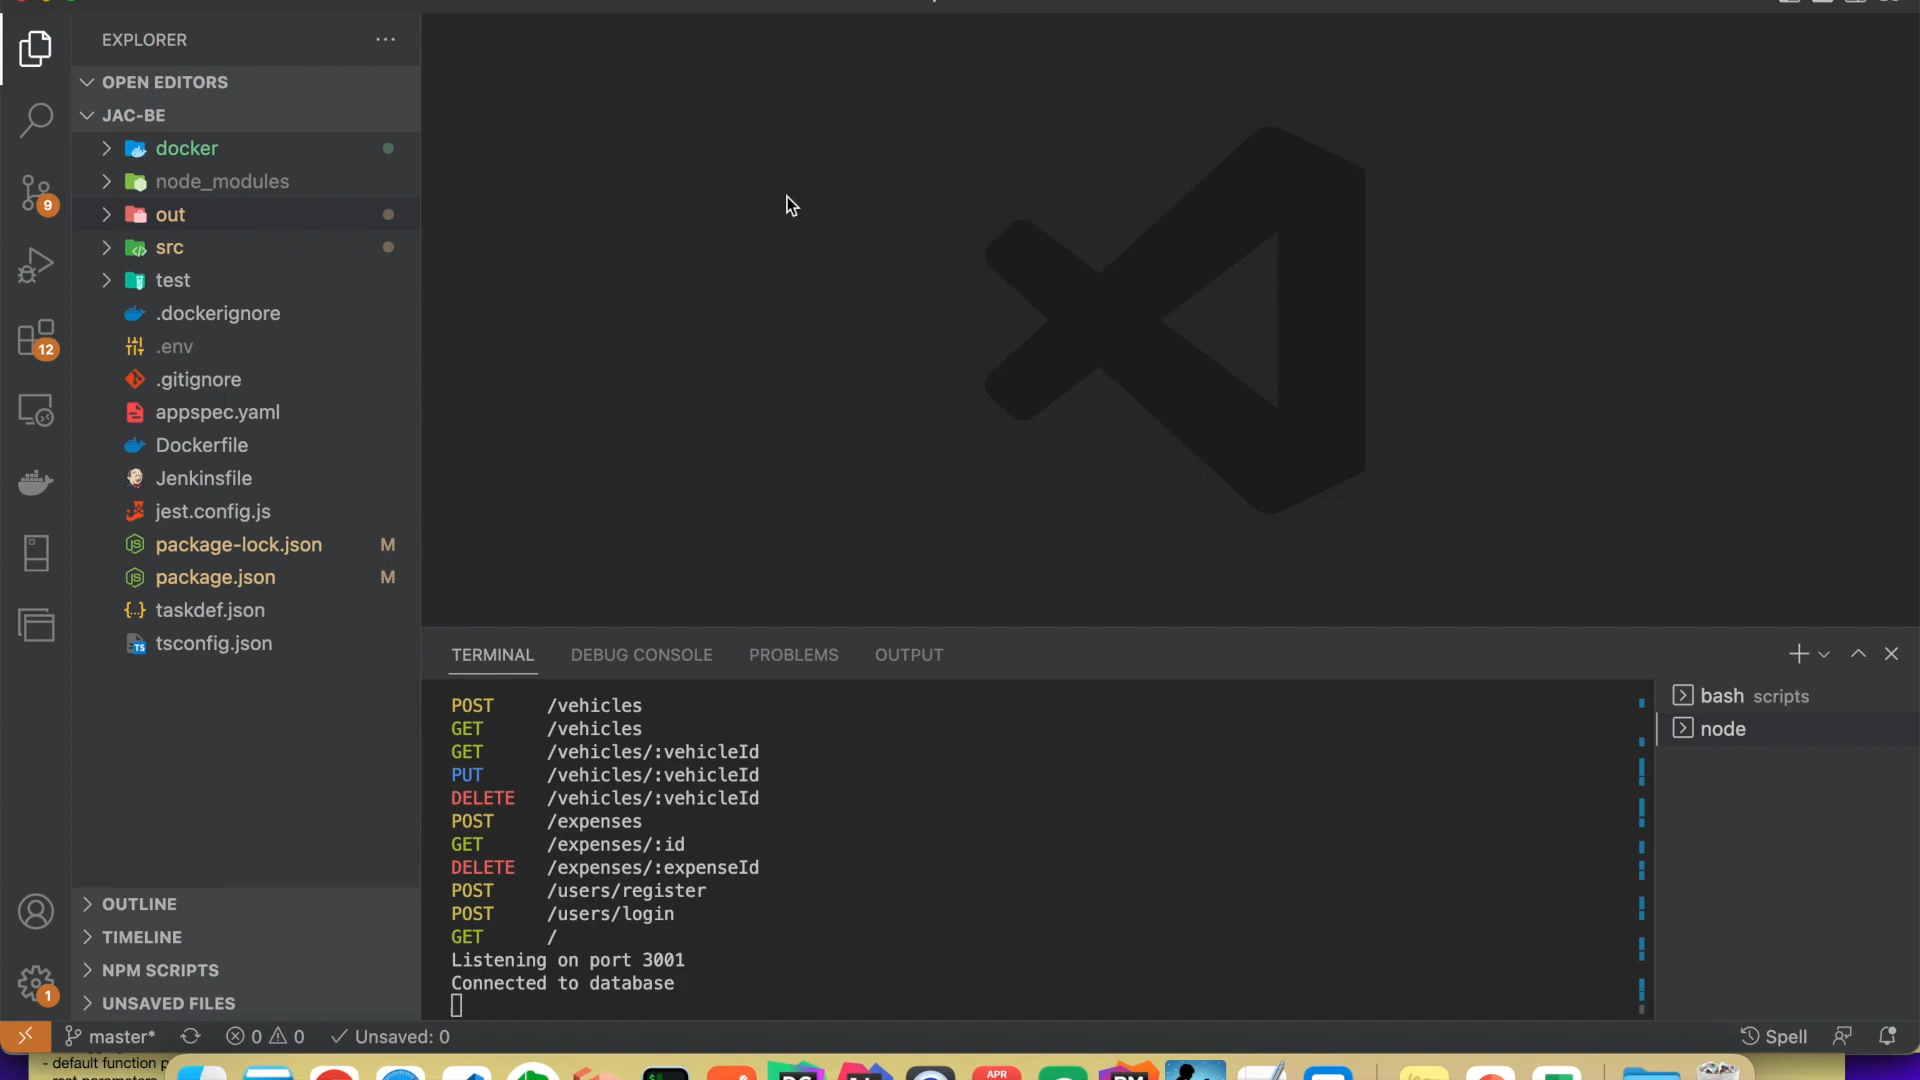 EXPLORER
OPEN EDITORS
JAC-BE
docker
node_modules
out
src
test
.dockerignore
.env
.gitignore
appspec.yaml
Dockerfile
Jenkinsfile
jest.config.js
package-lock.json M
package.json M
taskdef.json
tsconfig.json
OUTLINE
TIMELINE
NPM SCRIPTS
UNSAVED FILES
9
12
1
TERMINAL DEBUG CONSOLE PROBLEMS OUTPUT
POST /vehicles
GET /vehicles
GET /vehicles/:vehicleId
PUT /vehicles/:vehicleId
DELETE /vehicles/:vehicleId
POST /expenses
GET /expenses/:id
DELETE /expenses/:expenseId
POST /users/register
POST /users/login
GET /
Listening on port 3001
Connected to database
bash scripts
node
master* 0 0 Unsaved: 0 Spell
- default function p
APR